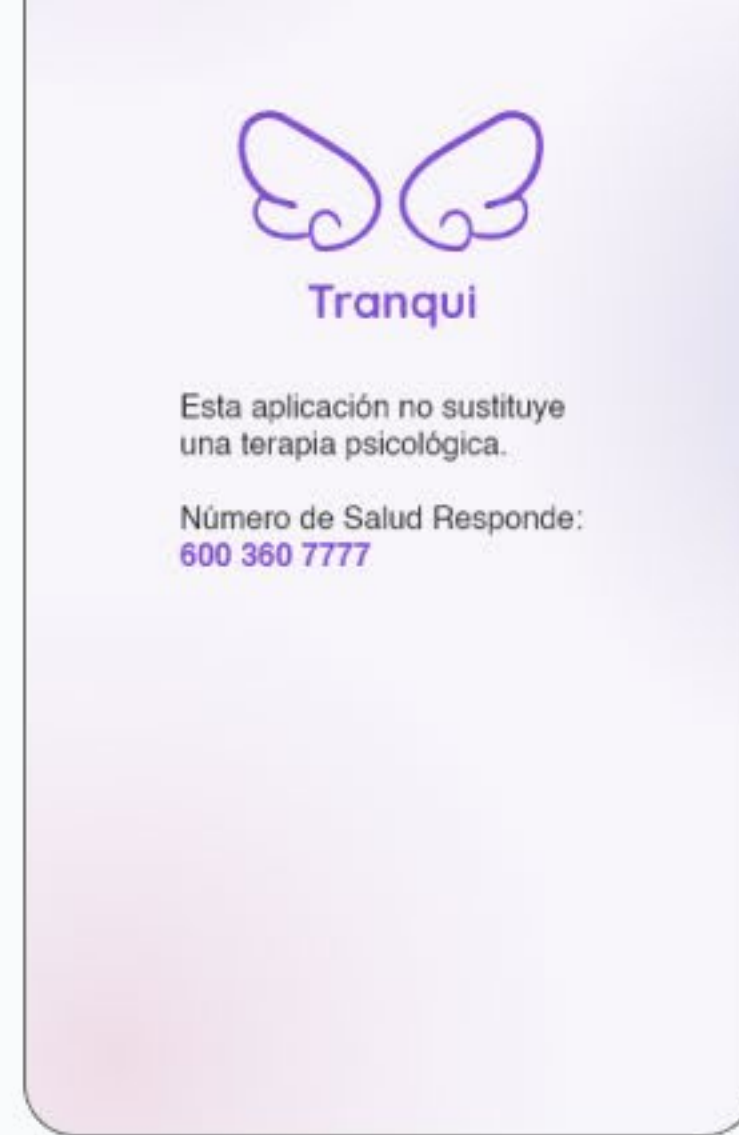 Tranqui
Esta aplicación no sustituye
una terapia psicológica.
Número de Salud Responde:
600 360 7777